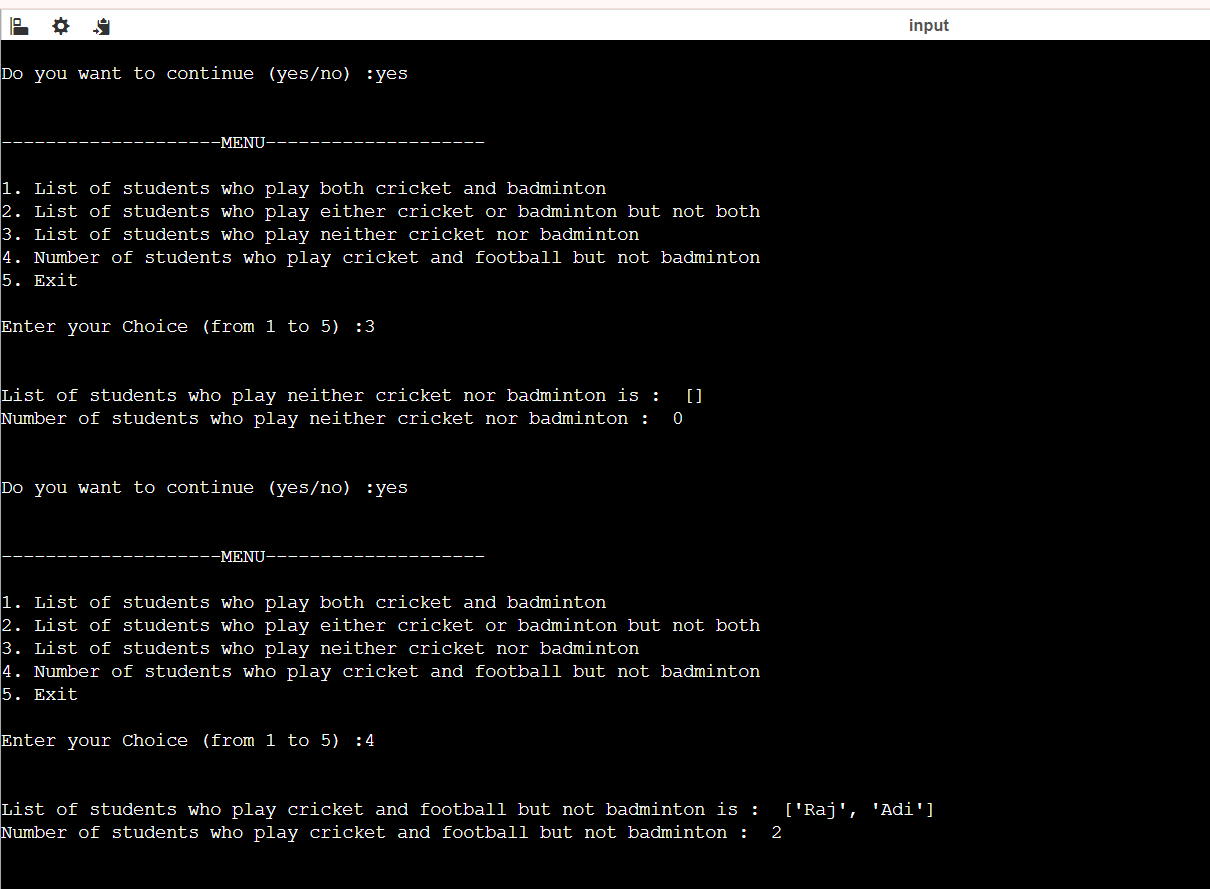 input
Do you want to continue (yes/no) :yes
--------------------MENU--------------------
1. List of students who play both cricket and badminton
2. List of students who play either cricket or badminton but not both
3. List of students who play neither cricket nor badminton
4. Number of students who play cricket and football but not badminton
5. Exit
Enter your Choice (from 1 to 5) :3
List of students who play neither cricket nor badminton is :  []
Number of students who play neither cricket nor badminton :  0
Do you want to continue (yes/no) :yes
--------------------MENU--------------------
1. List of students who play both cricket and badminton
2. List of students who play either cricket or badminton but not both
3. List of students who play neither cricket nor badminton
4. Number of students who play cricket and football but not badminton
5. Exit
Enter your Choice (from 1 to 5) :4
List of students who play cricket and football but not badminton is :  ['Raj', 'Adi']
Number of students who play cricket and football but not badminton :  2